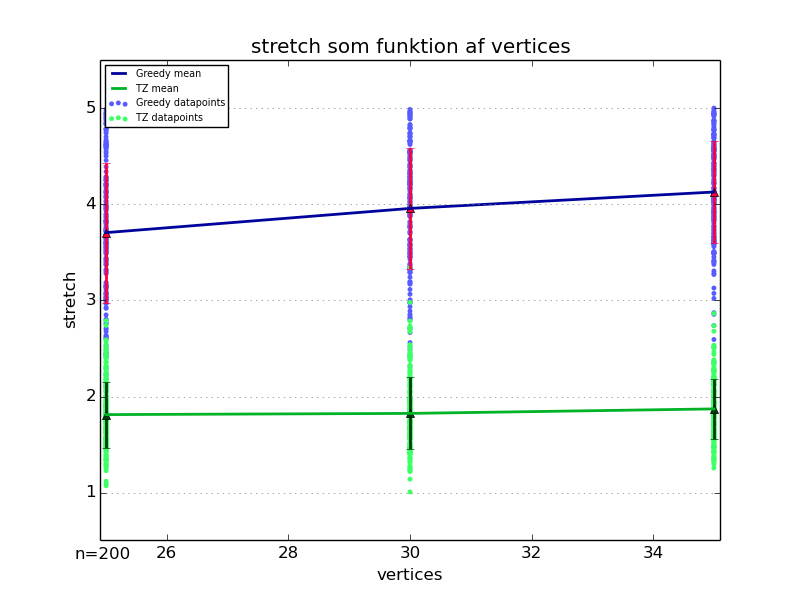 stretch som funktion af vertices
Greedy mean
TZ mean
Greedy datapoints
TZ datapoints
5
4
3
2
1
stretch
n=200
26
28
30
32
34
vertices